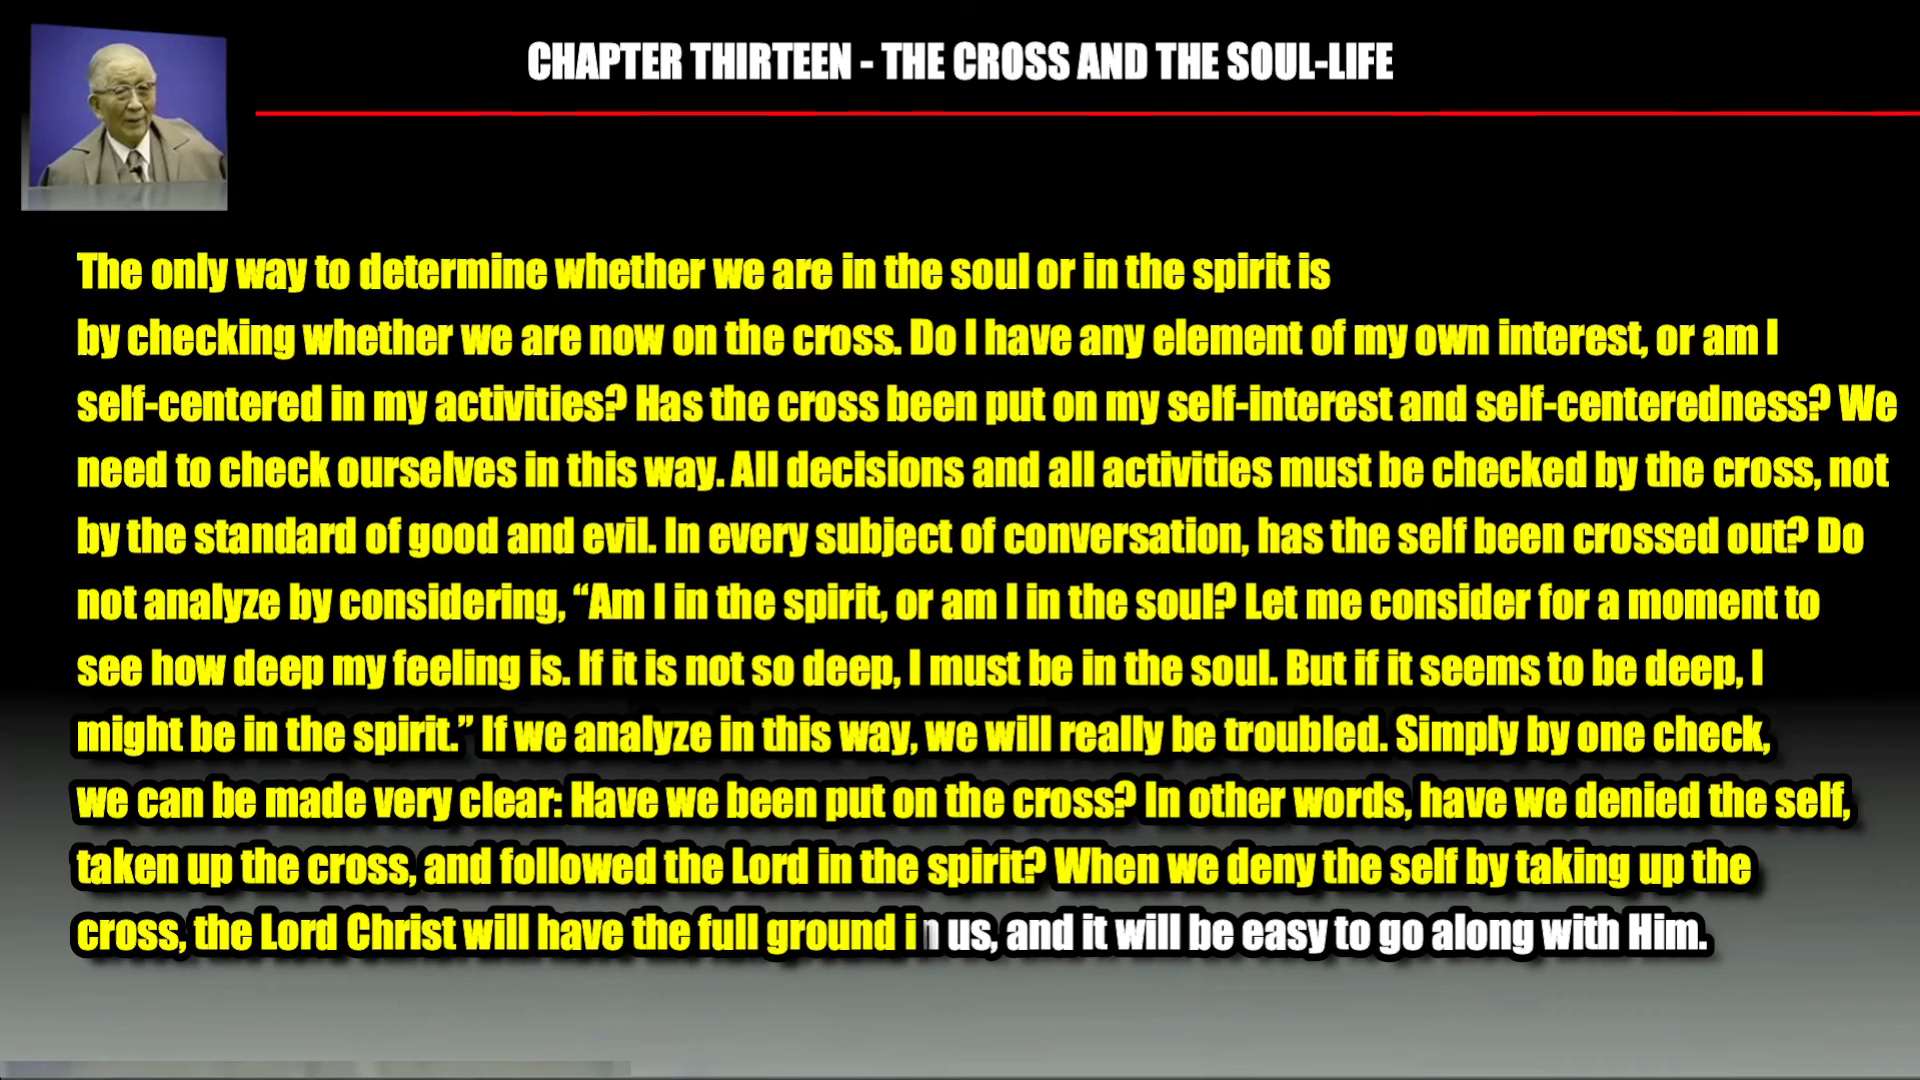 CHAPTER THIRTEEN - THE CROSS AND THE SOUL-LIFE
The only way to determine whether we are in the soul or in the spirit is
by checking whether we are now on the cross. Do I have any element of my own interest, or am I
self-centered in my activities? Has the cross been put on my self-interest and self-centeredness? We
need to check ourselves in this way. All decisions and all activities must be checked by the cross, not
by the standard of good and evil. In every subject of conversation, has the self been crossed out? Do
not analyze by considering, “Am I in the spirit, or am I in the soul? Let me consider for a moment to
see how deep my feeling is. If it is not so deep, I must be in the soul. But if it seems to be deep, I
might be in the spirit.” If we analyze in this way, we will really be troubled. Simply by one check,
we can be made very clear: Have we been put on the cross? In other words, have we denied the self,
taken up the cross, and followed the Lord in the spirit? When we deny the self by taking up the
cross, the Lord Christ will have the full ground in us, and it will be easy to go along with Him.